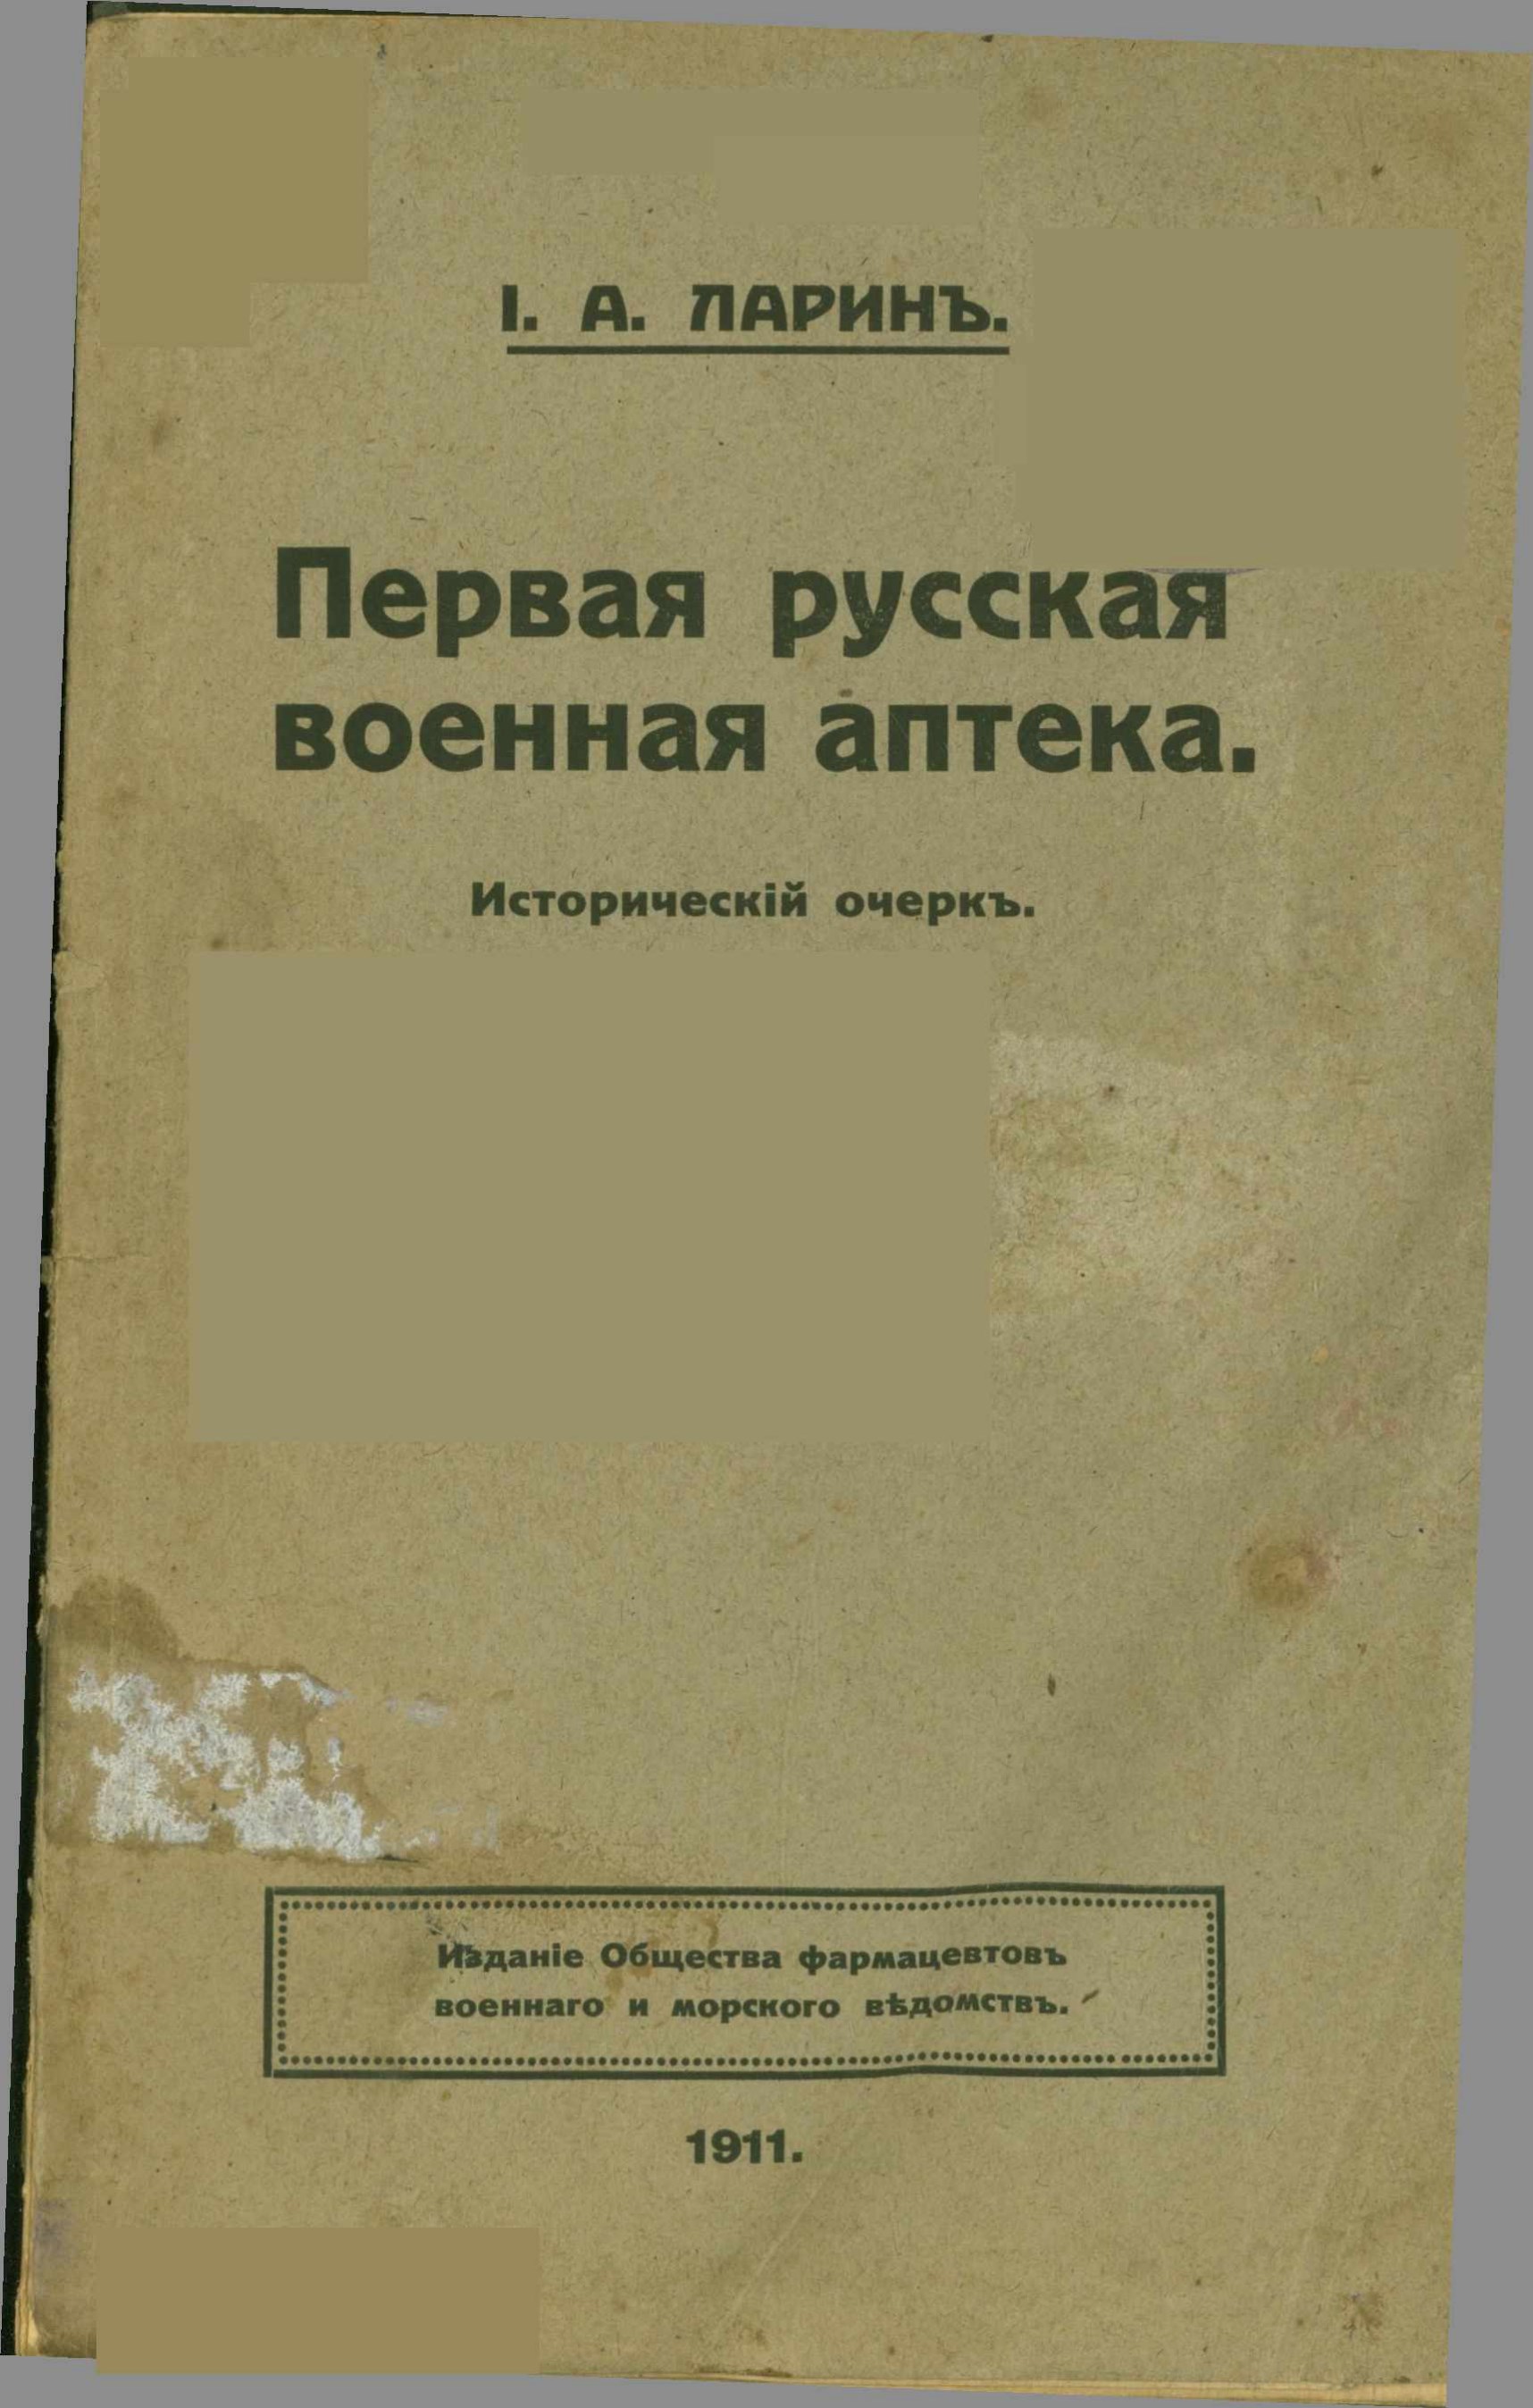 І. А. ЛАРИНЪ.
Первая русская
военная аптека.
Историческій очеркъ.
Изданіе Общества фармацевтовъ
военнаго и морского вѣдомствъ.
1911.